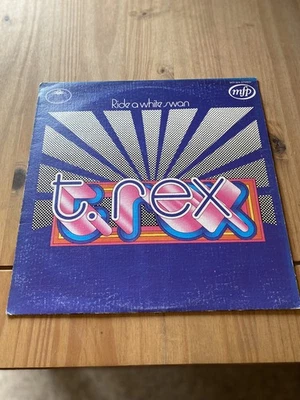 Ride a white swan
mfp
t. rex